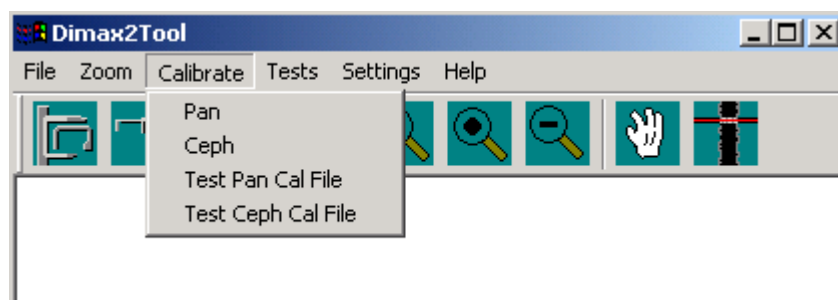 Dimax2Tool
File Zoom Calibrate Tests Settings Help
Pan
Ceph
Test Pan Cal File
Test Ceph Cal File